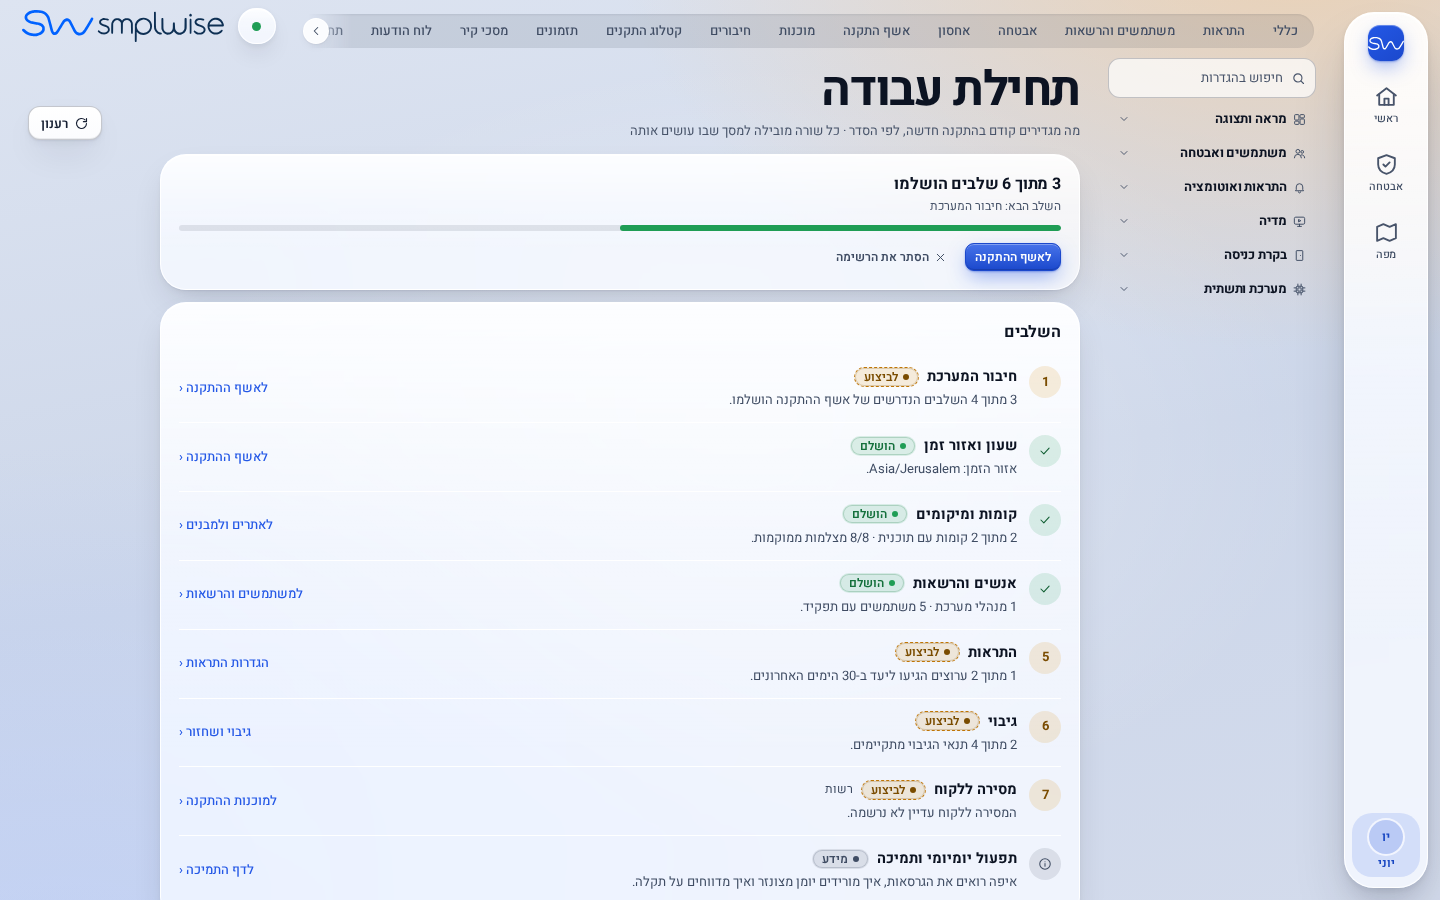 smplwise
כללי התראות משתמשים והרשאות אבטחה אחסון אשף התקנה מוכנות חיבורים קטלוג התקנים תזמונים מסכי קיר לוח הודעות
ראשי
אבטחה
מפה
יו
יוני
חיפוש בהגדרות
מראה ותצוגה
משתמשים ואבטחה
התראות ואוטומציה
מדיה
בקרת כניסה
מערכת ותשתית
תחילת עבודה
מה מגדירים קודם בהתקנה חדשה, לפי הסדר · כל שורה מובילה למסך שבו עושים אותה
רענון
3 מתוך 6 שלבים הושלמו
השלב הבא: חיבור המערכת
לאשף ההתקנה
הסתר את הרשימה
השלבים
1 חיבור המערכת לביצוע
3 מתוך 4 השלבים הנדרשים של אשף ההתקנה הושלמו.
לאשף ההתקנה ‹
שעון ואזור זמן הושלם
אזור הזמן: Asia/Jerusalem.
לאשף ההתקנה ‹
קומות ומיקומים הושלם
2 מתוך 2 קומות עם תוכנית · 8/8 מצלמות ממוקמות.
לאתרים ולמבנים ‹
אנשים והרשאות הושלם
1 מנהלי מערכת · 5 משתמשים עם תפקיד.
למשתמשים והרשאות ‹
5 התראות לביצוע
1 מתוך 2 ערוצים הגיעו ליעד ב-30 הימים האחרונים.
הגדרות התראות ‹
6 גיבוי לביצוע
2 מתוך 4 תנאי הגיבוי מתקיימים.
גיבוי ושחזור ‹
7 מסירה ללקוח לביצוע רשות
המסירה ללקוח עדיין לא נרשמה.
למוכנות ההתקנה ‹
תפעול יומיומי ותמיכה מידע
איפה רואים את הגרסאות, איך מורידים יומן מצונזר ואיך מדווחים על תקלה.
לדף התמיכה ‹